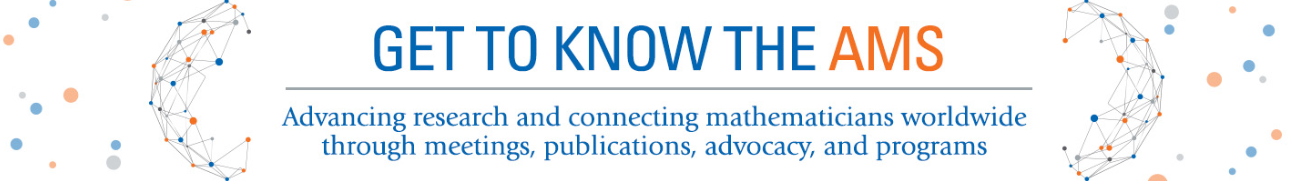 GET TO KNOW THE AMS
Advancing research and connecting mathematicians worldwide
through meetings, publications, advocacy, and programs